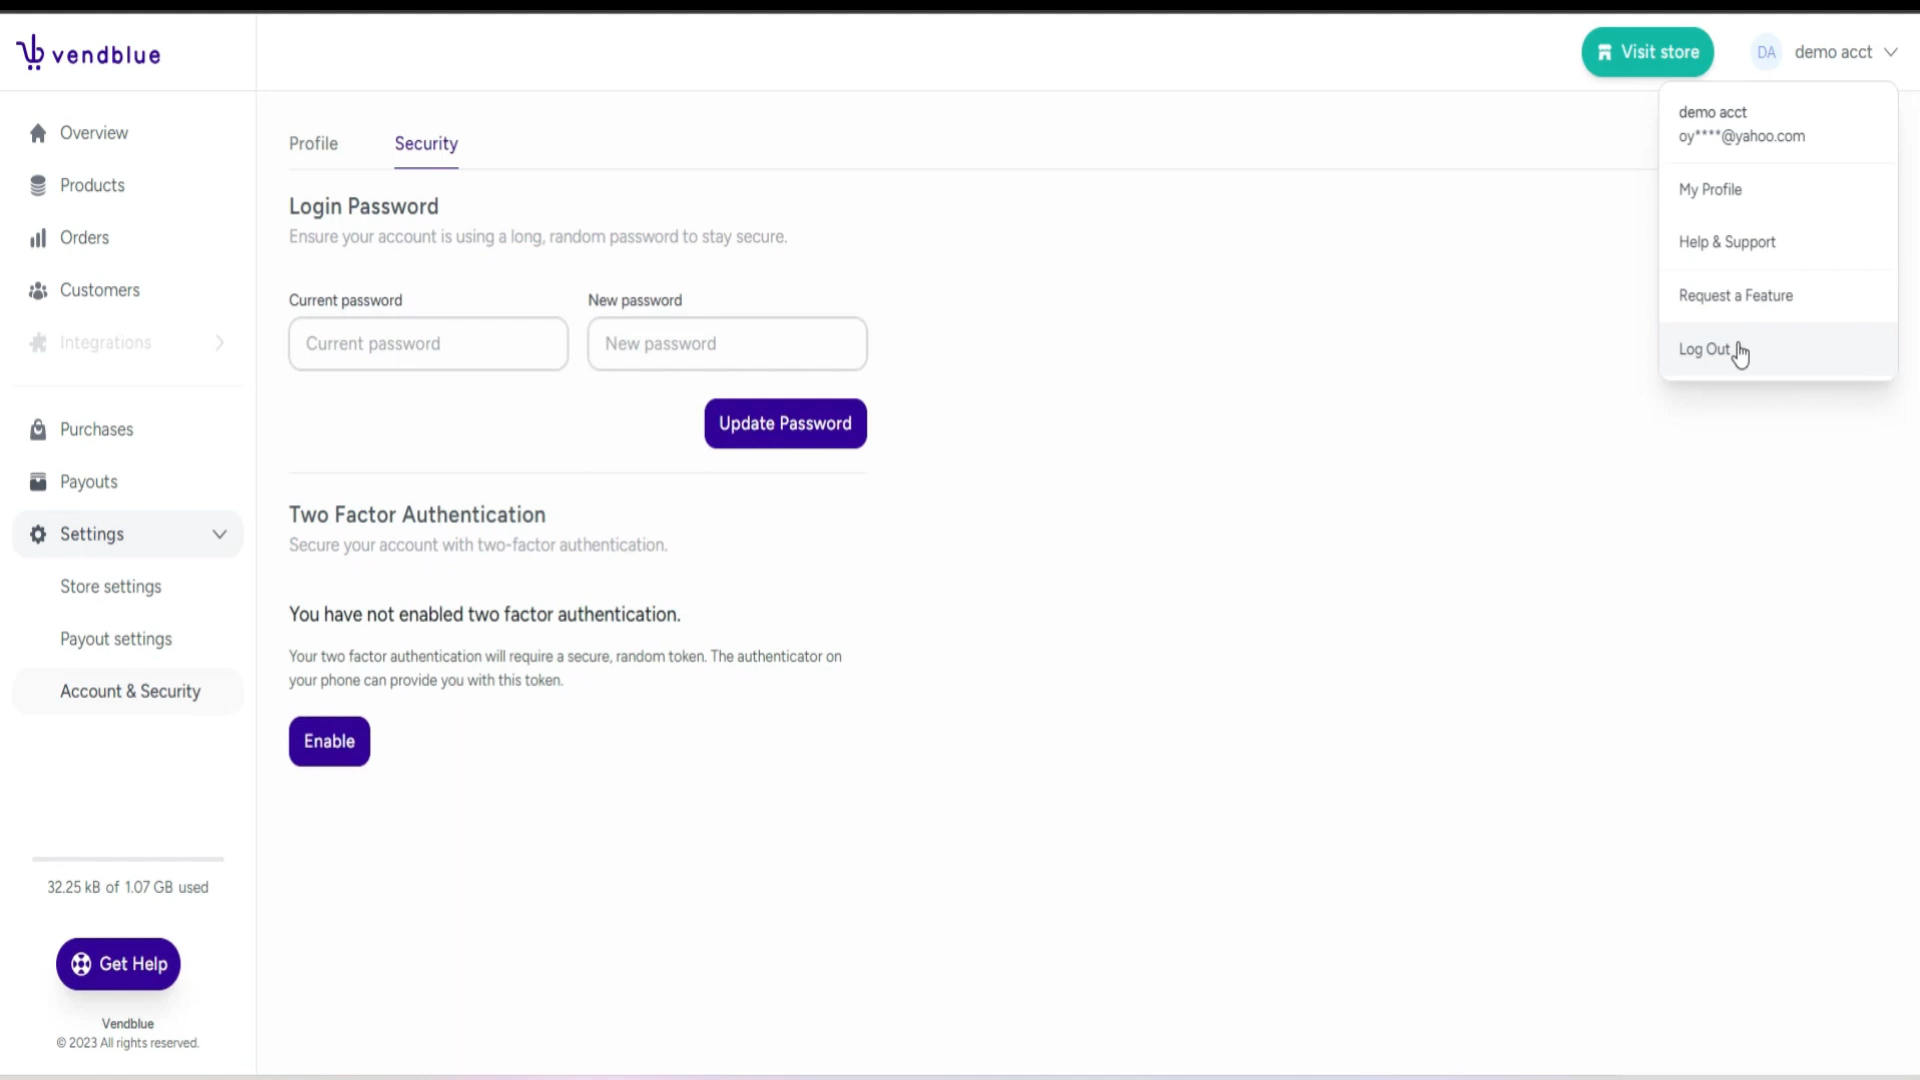 vendblue
Visit store
DA
demo acct
demo acct
oy****@yahoo.com
My Profile
Help & Support
Request a Feature
Log Out
Overview
Products
Orders
Customers
Integrations
Purchases
Payouts
Settings
Store settings
Payout settings
Account & Security
32.25 kB of 1.07 GB used
Get Help
Vendblue
© 2023 All rights reserved.
Profile
Security
Login Password
Ensure your account is using a long, random password to stay secure.
Current password
New password
Current password
New password
Update Password
Two Factor Authentication
Secure your account with two-factor authentication.
You have not enabled two factor authentication.
Your two factor authentication will require a secure, random token. The authenticator on
your phone can provide you with this token.
Enable